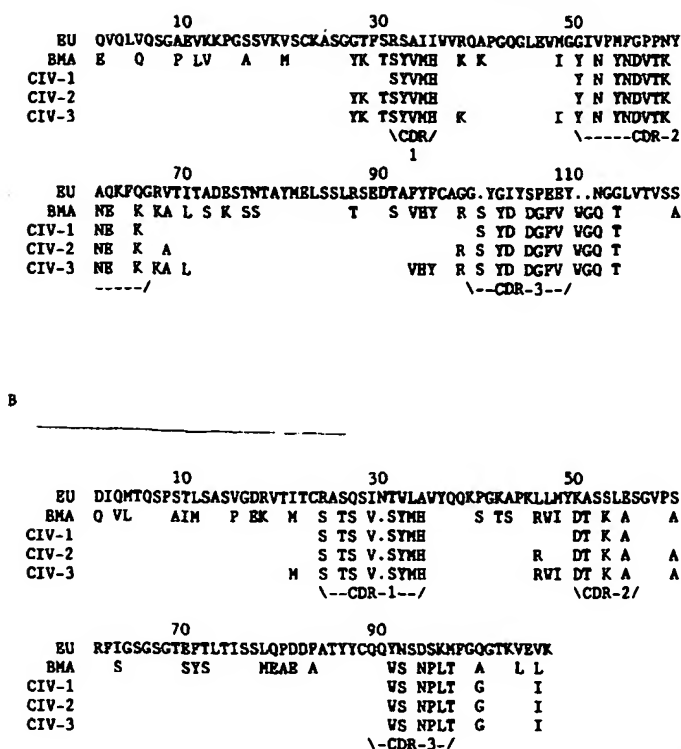 10 30 50
EU QVQLVQSGAEVKKPGSSVKVSCKASGGTFSRSAIIWVRQAPGQGLEWMGGIVPMFGPPNY
BMA E Q P LV A M YK TSYVMH K K I Y N YNDVTK
CIV-1 SYVMH Y N YNDVTK
CIV-2 YK TSYVMH Y N YNDVTK
CIV-3 YK TSYVMH K I Y N YNDVTK
\CDR/ \-----CDR-2
1
70 90 110
EU AQKFQGRVTITADESTNTAYMELSSLRSEDTAFYFCAGG.YGIYSPEEY..NGGLVTVSS
BMA NE K KA L S K SS T S VHY R S YD DGFV WGQ T A
CIV-1 NE K S YD DGFV WGQ T
CIV-2 NE K A R S YD DGFV WGQ T
CIV-3 NE K KA L VHY R S YD DGFV WGQ T
-----/ \--CDR-3--/
B
10 30 50
EU DIQMTQSPSTLSASVGDRVTITCRASQSINTWLAWYQQKPGKAPKLLMYKASSLESGVPS
BMA Q VL AIM P EK M S TS V.SYMH S TS RWI DT K A A
CIV-1 S TS V.SYMH DT K A
CIV-2 S TS V.SYMH R DT K A A
CIV-3 M S TS V.SYMH RWI DT K A A
\--CDR-1--/ \CDR-2/
70 90
EU RFIGSGSGTEFTLTISSLQPDDFATYYCQQYNSDSKMFGQGTKVEVK
BMA S SYS MEAE A WS NPLT A L L
CIV-1 WS NPLT G I
CIV-2 WS NPLT G I
CIV-3 WS NPLT G I
\-CDR-3-/